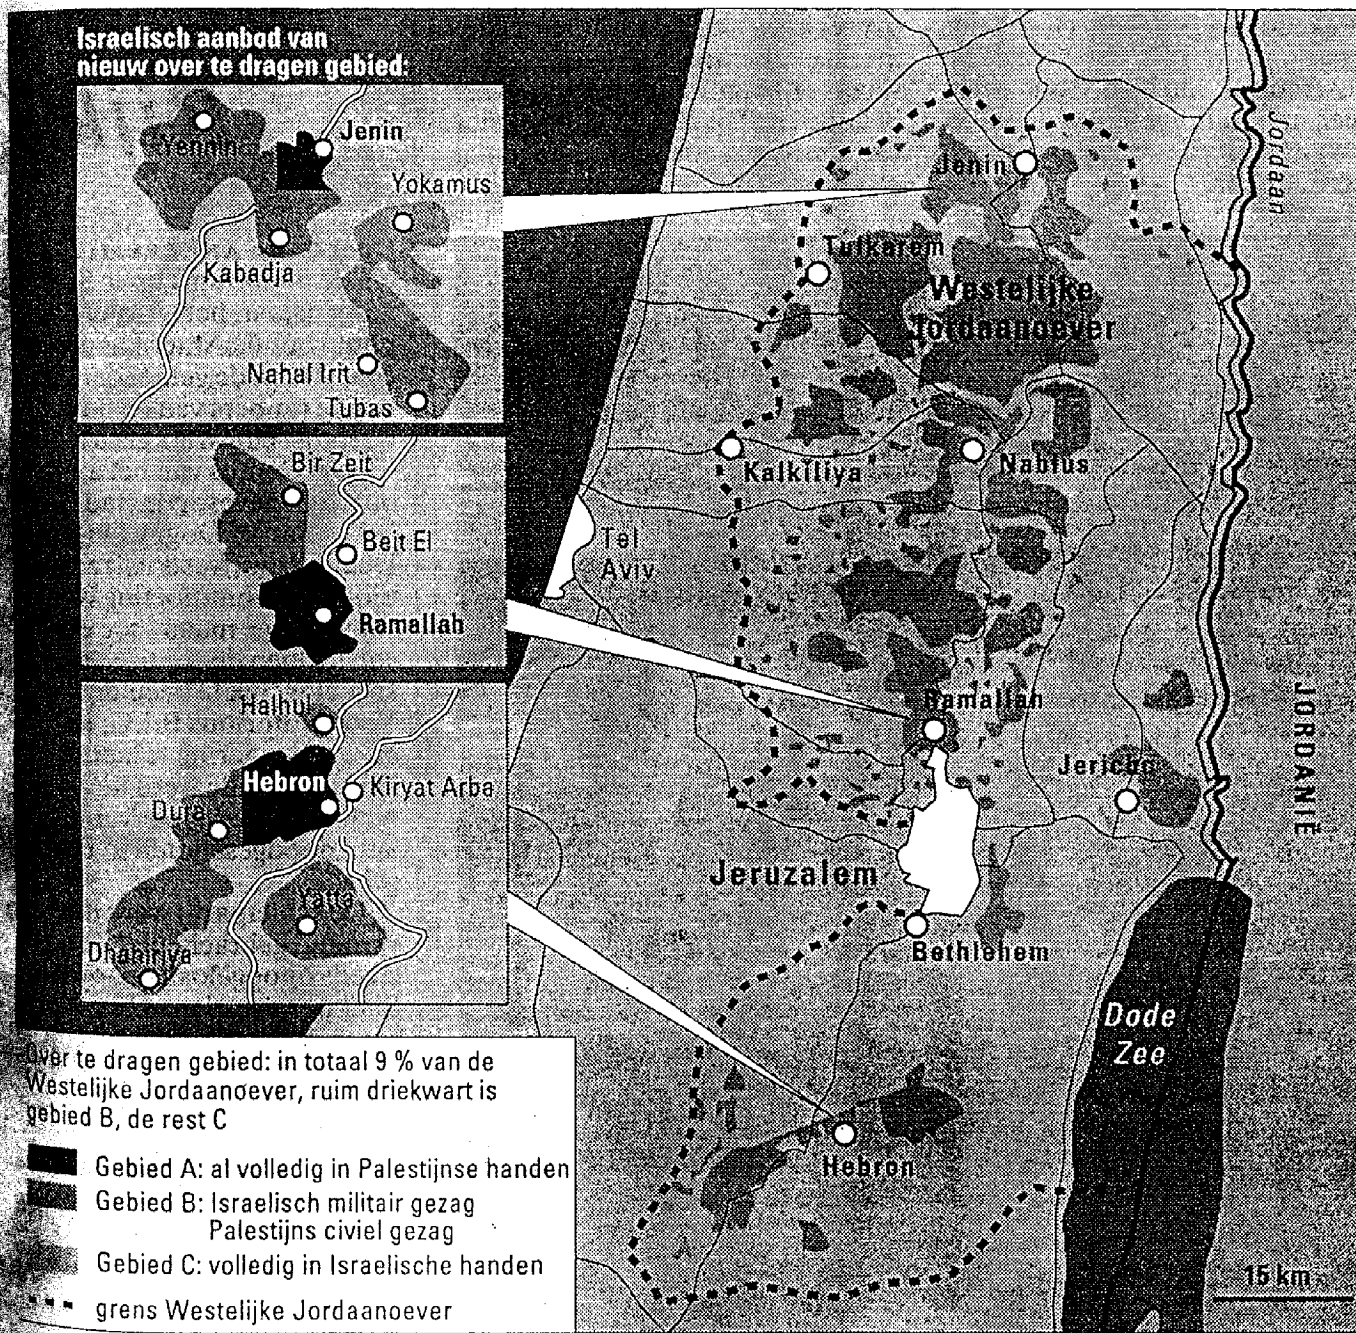 Israelisch aanbod van
nieuw over te dragen gebied:
Yennin
Jenin
Yokamus
Kabadja
Nahal Irit
Tubas
Bir Zeit
Beit El
Ramallah
Halhul
Hebron
Kiryat Arba
Dura
Yatta
Dhahiriya
Jenin
Jordaan
Tulkarem
Westelijke
Jordaanoever
Kalkiliya
Nablus
Tel
Aviv
Ramallah
JORDANIË
Jericho
Jeruzalem
Bethlehem
Dode
Zee
Hebron
15 km
Over te dragen gebied: in totaal 9 % van de
Westelijke Jordaanoever, ruim driekwart is
gebied B, de rest C
Gebied A: al volledig in Palestijnse handen
Gebied B: Israelisch militair gezag
Palestijns civiel gezag
Gebied C: volledig in Israelische handen
grens Westelijke Jordaanoever